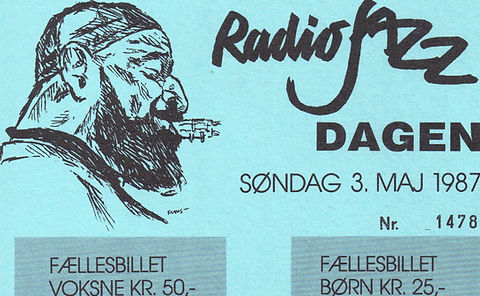 Radio JAZZ
DAGEN
SØNDAG 3. MAJ 1987
Nr. 1478
FÆLLESBILLET
VOKSNE KR. 50,-
FÆLLESBILLET
BØRN KR. 25,-